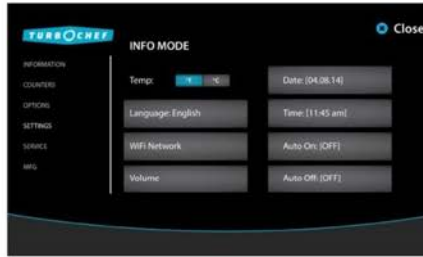 TURBOCHEF
Close
INFO MODE
INFORMATION
COUNTERS
OPTIONS
SETTINGS
SERVICE
MFG
Temp: °F °C
Language: English
WiFi Network
Volume
Date: [04.08.14]
Time: [11:45 am]
Auto On: [OFF]
Auto Off: [OFF]